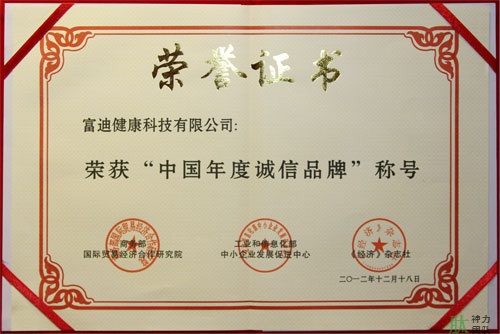 荣誉证书
富迪健康科技有限公司:
荣获“中国年度诚信品牌”称号
商务部 工业和信息化部
国际贸易经济合作研究院 中小企业发展促进中心 《经济》杂志社
二〇一二年十二月十八日
神力